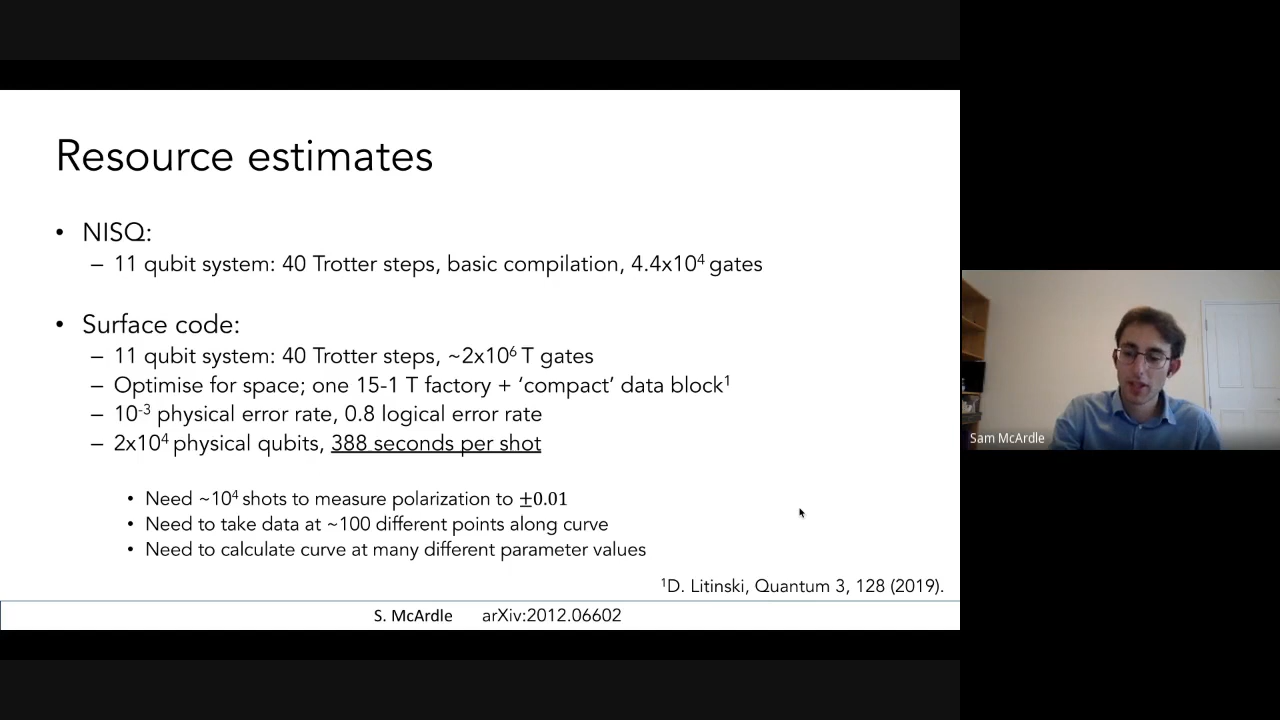 Resource estimates
• NISQ:
– 11 qubit system: 40 Trotter steps, basic compilation, 4.4x10⁴ gates
• Surface code:
– 11 qubit system: 40 Trotter steps, ~2x10⁶ T gates
– Optimise for space; one 15-1 T factory + ‘compact’ data block¹
– 10⁻³ physical error rate, 0.8 logical error rate
– 2x10⁴ physical qubits, 388 seconds per shot
• Need ~10⁴ shots to measure polarization to ±0.01
• Need to take data at ~100 different points along curve
• Need to calculate curve at many different parameter values
¹D. Litinski, Quantum 3, 128 (2019).
S. McArdle arXiv:2012.06602
Sam McArdle